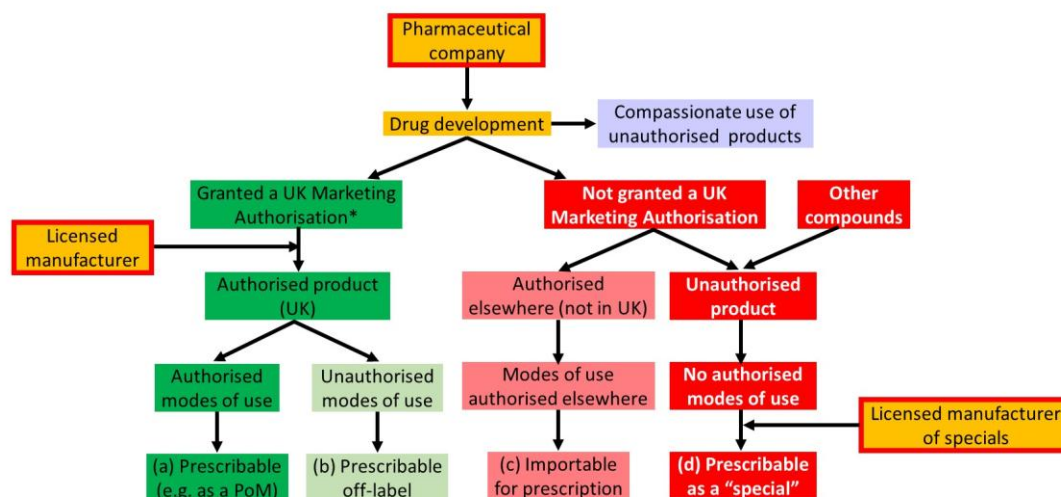 Pharmaceutical
company
Drug development
Compassionate use of
unauthorised products
Granted a UK Marketing
Authorisation*
Not granted a UK
Marketing Authorisation
Other
compounds
Licensed
manufacturer
Authorised product
(UK)
Authorised
elsewhere (not in UK)
Unauthorised
product
Authorised
modes of use
Unauthorised
modes of use
Modes of use
authorised elsewhere
No authorised
modes of use
Licensed manufacturer
of specials
(a) Prescribable
(e.g. as a PoM)
(b) Prescribable
off-label
(c) Importable
for prescription
(d) Prescribable
as a “special”